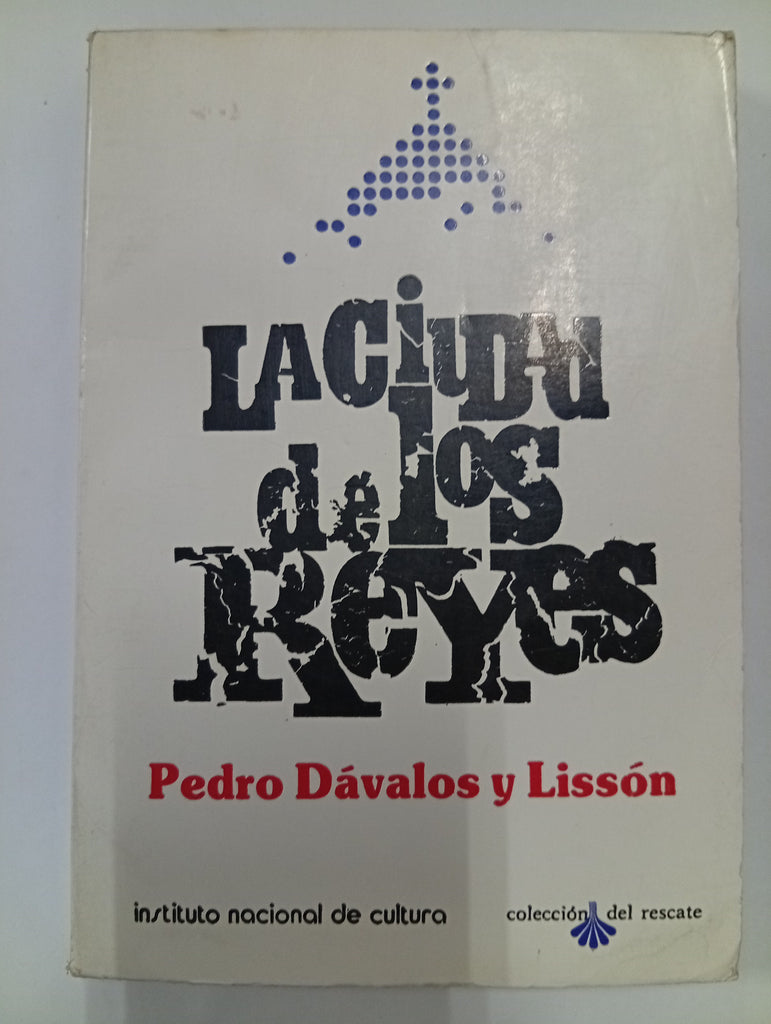 LA CiUDAd
de los
REYES
Pedro Dávalos y Lissón
instituto nacional de cultura
colección del rescate